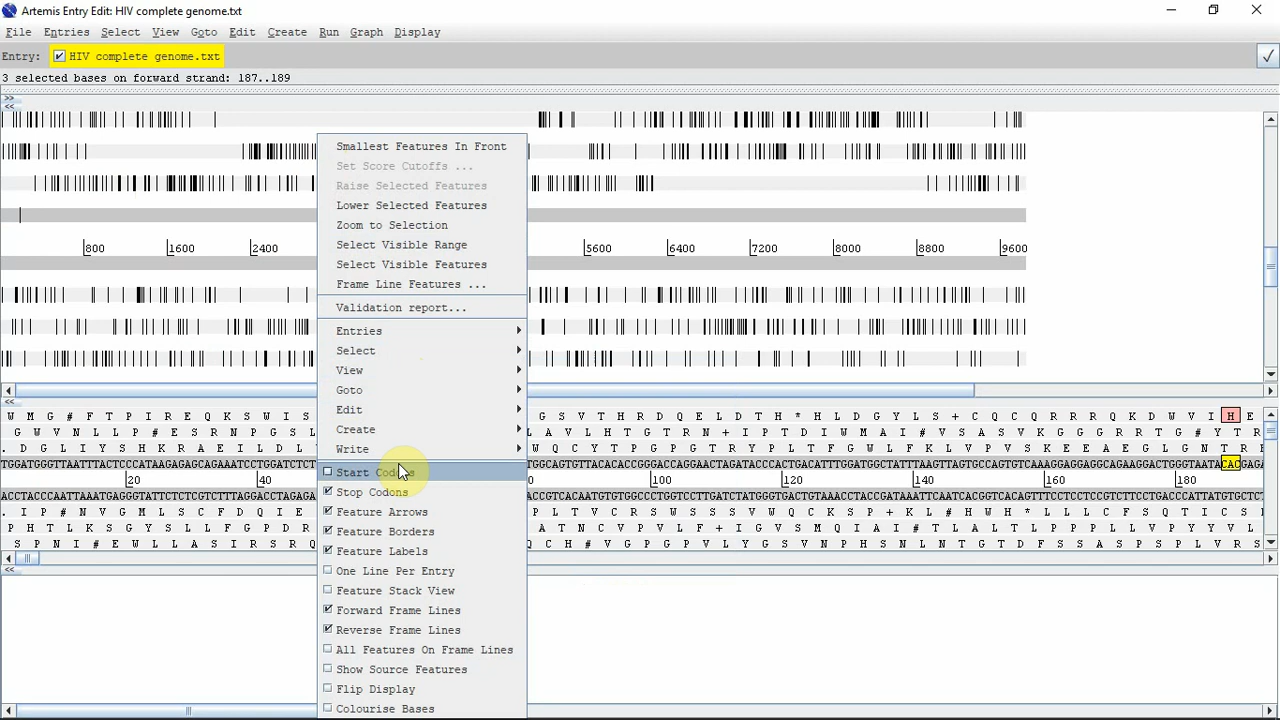 Artemis Entry Edit: HIV complete genome.txt
File Entries Select View Goto Edit Create Run Graph Display
Entry: HIV complete genome.txt
3 selected bases on forward strand: 187..189
Smallest Features In Front
Set Score Cutoffs ...
Raise Selected Features
Lower Selected Features
Zoom to Selection
800 1600 2400 5600 6400 7200 8000 8800 9600
Select Visible Range
Select Visible Features
Frame Line Features ...
Validation report...
Entries
Select
View
Goto
Edit
Create
Write
W M G # F T P I R E Q K S W I S G S V T H R D Q E L D T H * H L D G Y L S + C Q C Q R R R Q K D W V I H E
G W V N L L P # E S R N P G S L A V L H T G T R N + I P T D I W M A I # V S A S V K G G R R T G # Y T R
. D G L I Y S H K R A E I L D L W Q C Y T P G P G T R Y
TGGATGGGTTAATTTACTCCCATAAGAGAGCAGAAATCCTGGATCTCT TGGCAGTGTTACACACCGGGACCAGGAACTAGATACCCACTGACATTTGGATGGCTATTTAAGTTAGTGCCAGTGTCAAAGGAGGAGGCAGAAGGACTGGGTAATACACGAG
20 40 100 120 140 160 180
Start Codons
Stop Codons
Feature Arrows
Feature Borders
Feature Labels
One Line Per Entry
Feature Stack View
Forward Frame Lines
Reverse Frame Lines
All Features On Frame Lines
Show Source Features
Flip Display
Colourise Bases